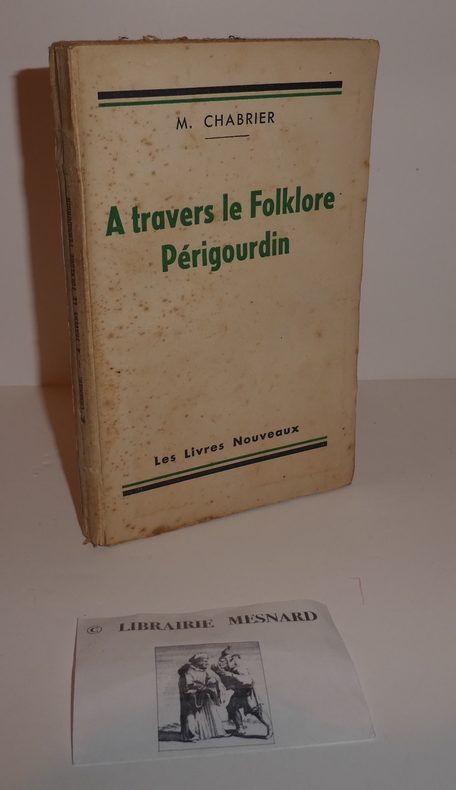 M. CHABRIER
A travers le Folklore
Périgourdin
Les Livres Nouveaux
© LIBRAIRIE MESNARD